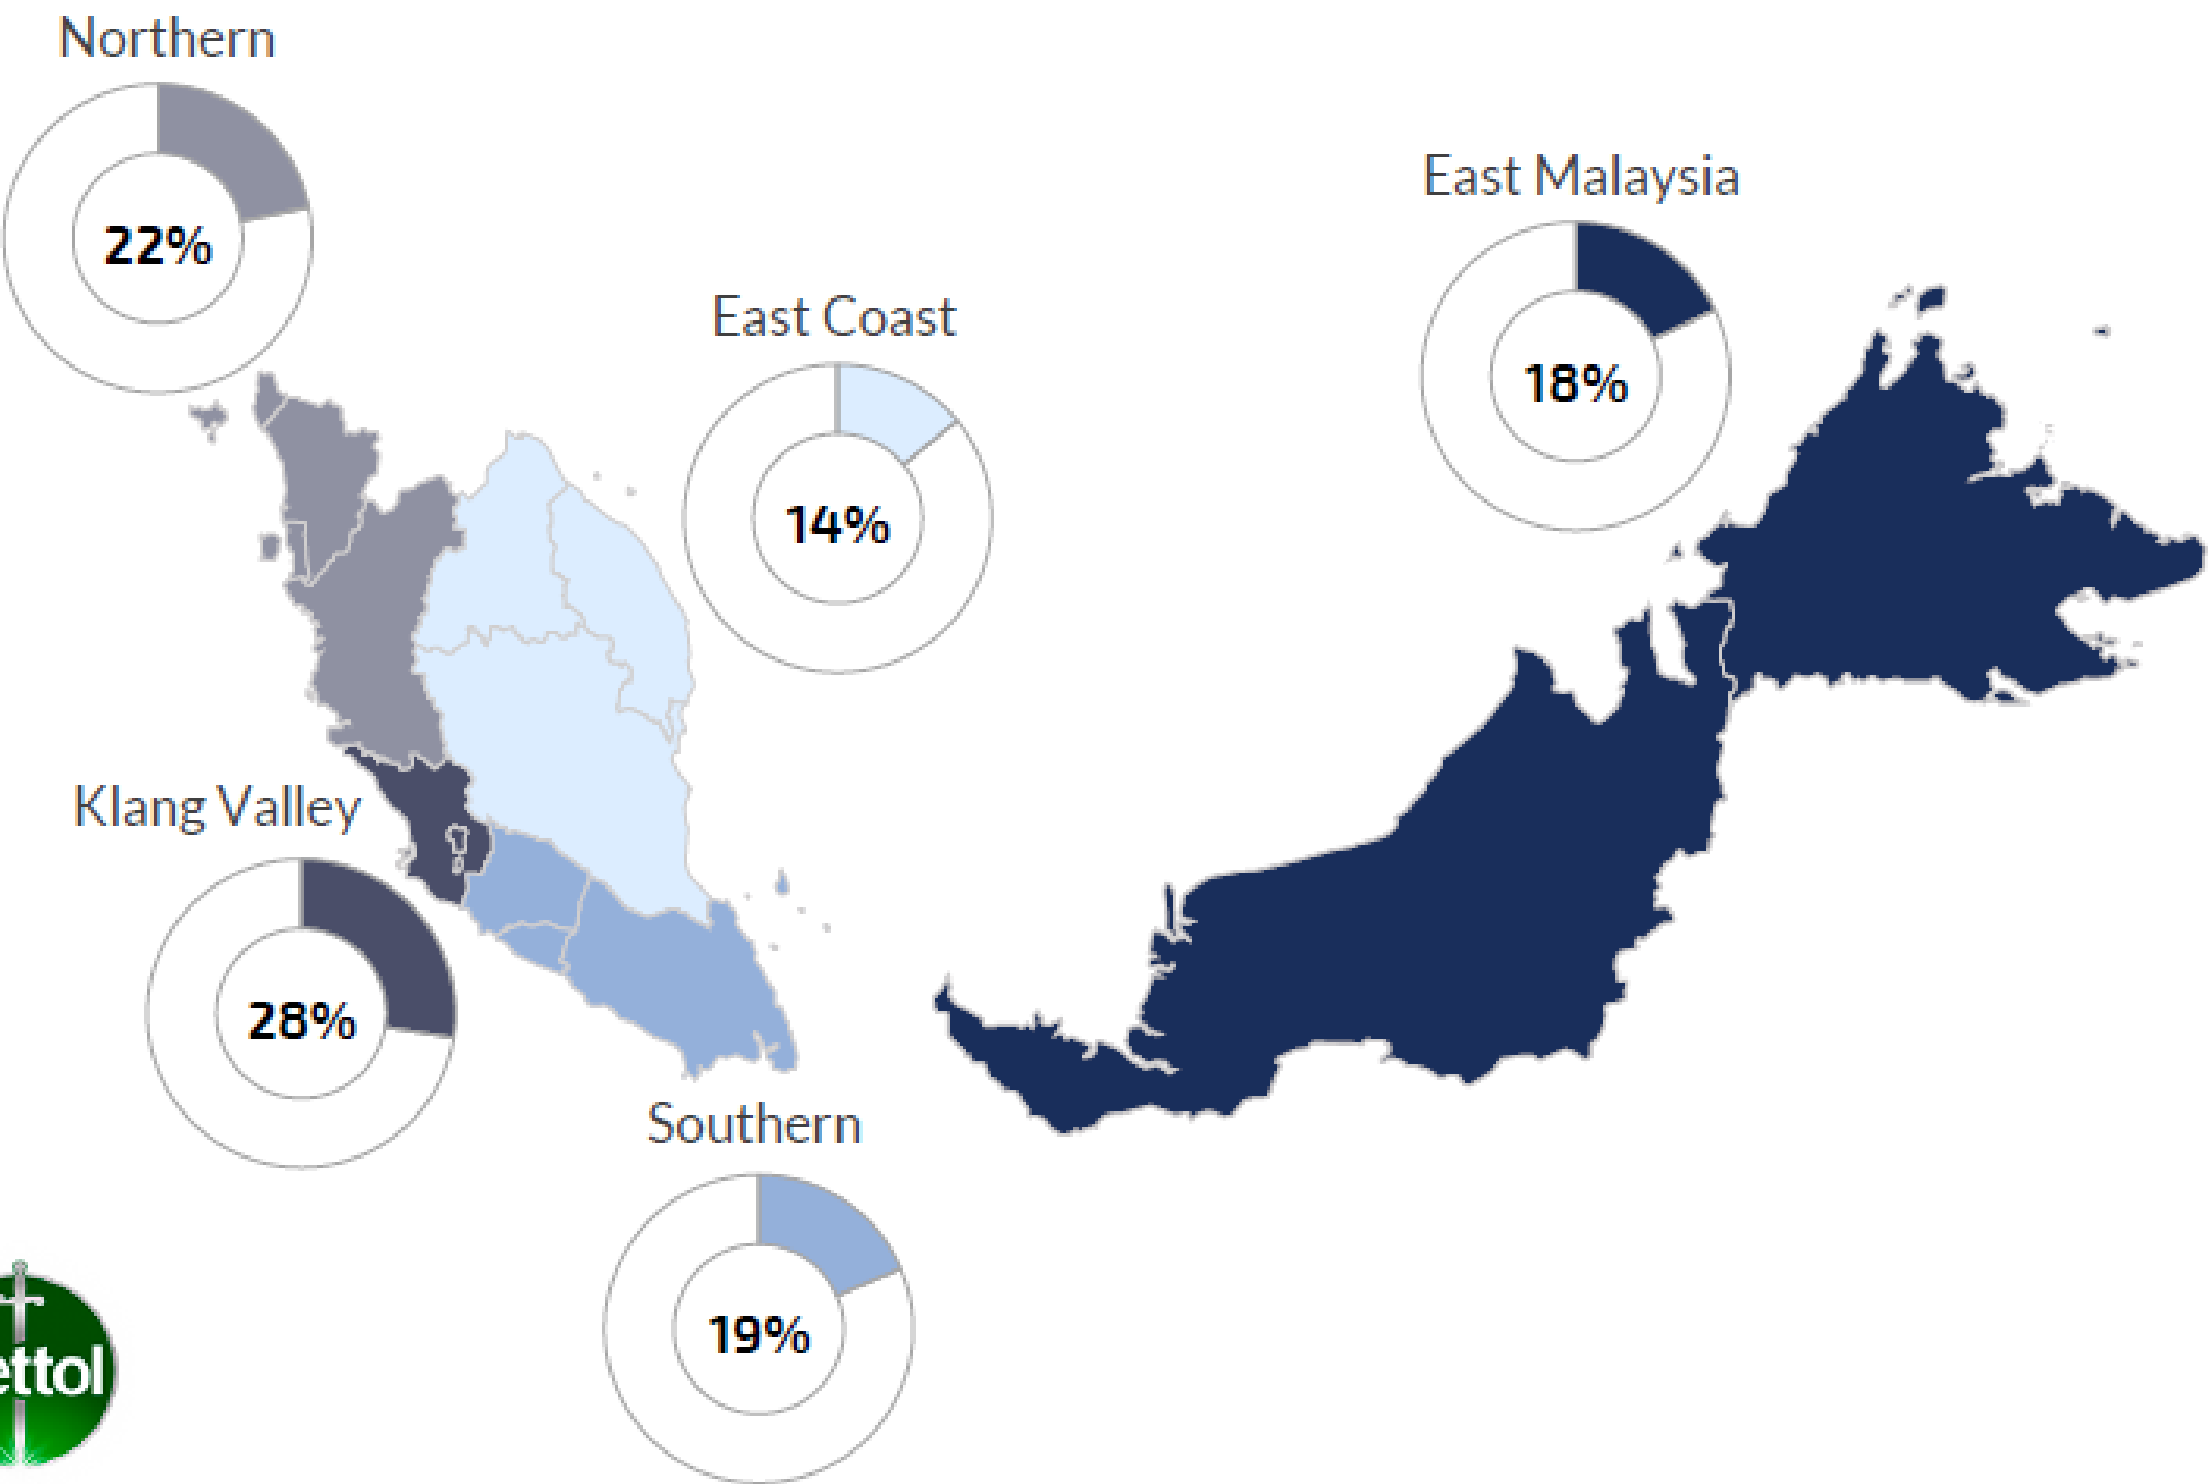 Northern
22%
East Malaysia
18%
East Coast
14%
Klang Valley
28%
Southern
19%
ettol